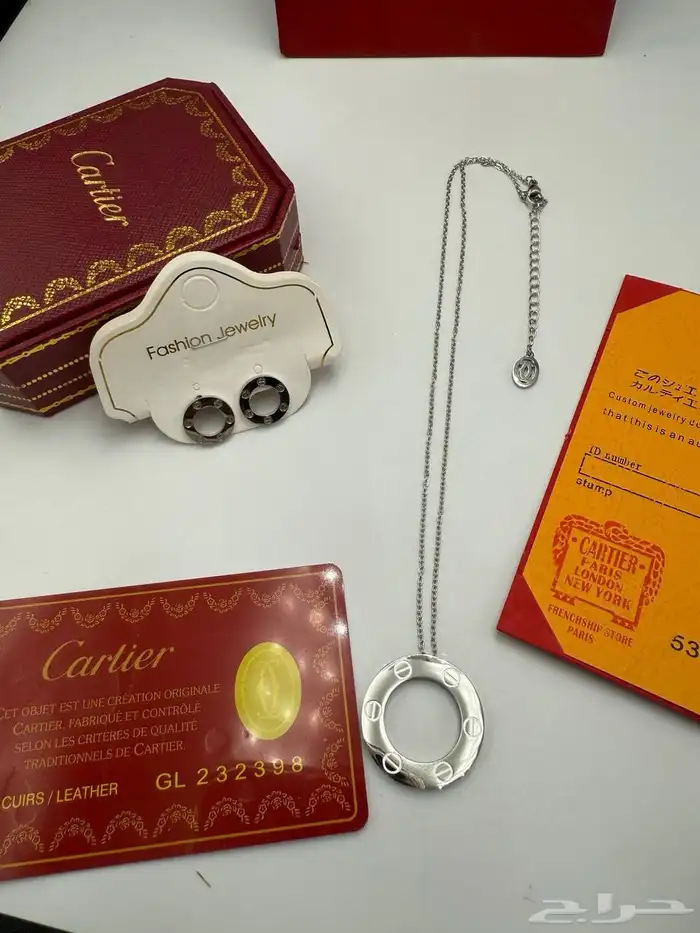 Cartier
Fashion Jewelry
このジュエ
カルティエ
Custom jewelry
that this is an
ID number
stamp
CARTIER
PARIS
LONDON
NEW YORK
FRENCHSHIP STORE
PARIS
53
Cartier
CET OBJET EST UNE CRÉATION ORIGINALE
CARTIER, FABRIQUÉ ET CONTRÔLÉ
SELON LES CRITÈRES DE QUALITÉ
TRADITIONNELS DE CARTIER.
CUIRS / LEATHER
GL 232398
حراج